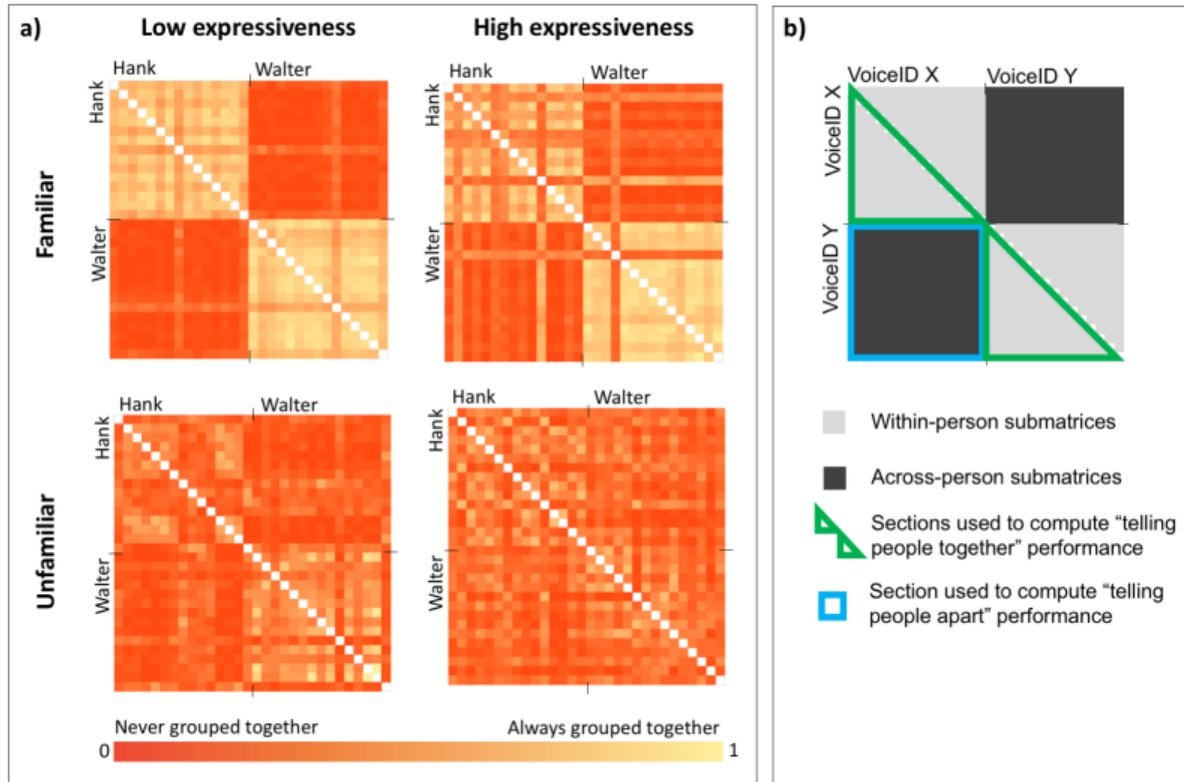 a)
Low expressiveness
High expressiveness
Familiar
Hank
Walter
Hank
Walter
Hank
Walter
Hank
Walter
Unfamiliar
Hank
Walter
Hank
Walter
Hank
Walter
Hank
Walter
Never grouped together
Always grouped together
0
1
b)
VoiceID X
VoiceID Y
VoiceID X
VoiceID Y
Within-person submatrices
Across-person submatrices
Sections used to compute “telling
people together” performance
Section used to compute “telling
people apart” performance